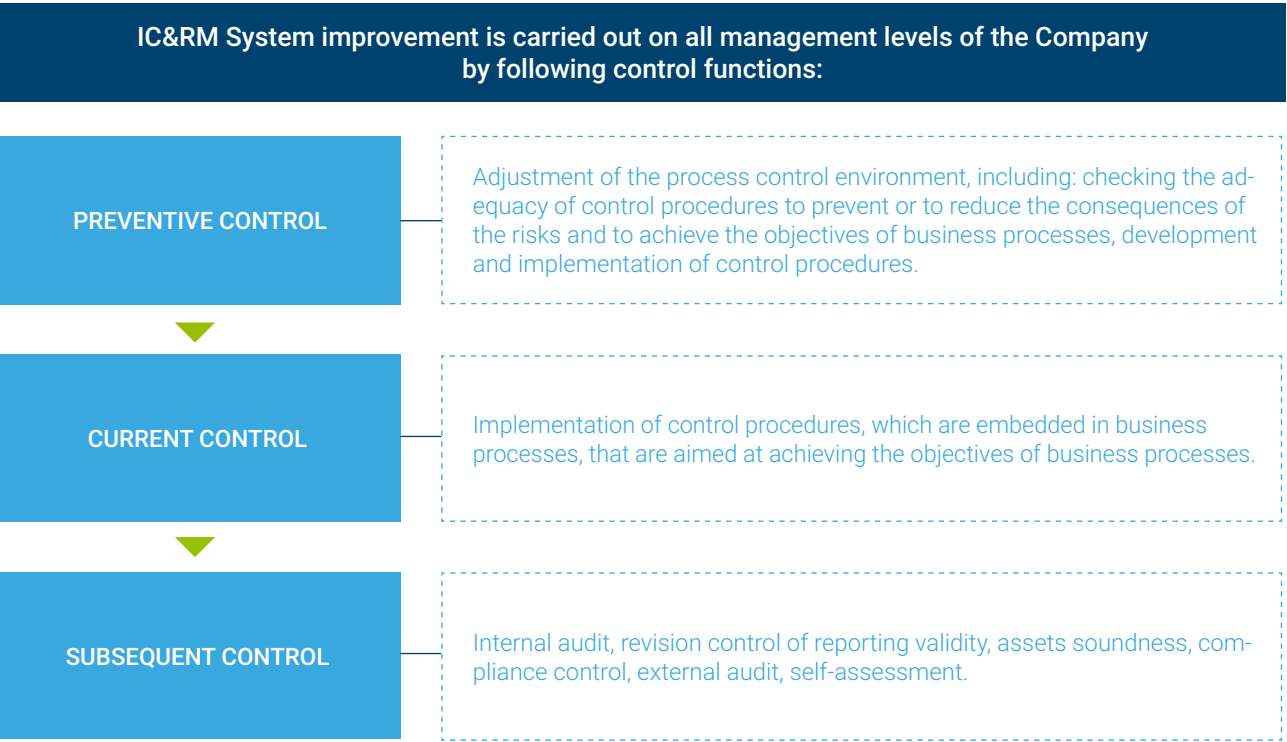 IC&RM System improvement is carried out on all management levels of the Company
by following control functions:
PREVENTIVE CONTROL
Adjustment of the process control environment, including: checking the ad-
equacy of control procedures to prevent or to reduce the consequences of
the risks and to achieve the objectives of business processes, development
and implementation of control procedures.
CURRENT CONTROL
Implementation of control procedures, which are embedded in business
processes, that are aimed at achieving the objectives of business processes.
SUBSEQUENT CONTROL
Internal audit, revision control of reporting validity, assets soundness, com-
pliance control, external audit, self-assessment.